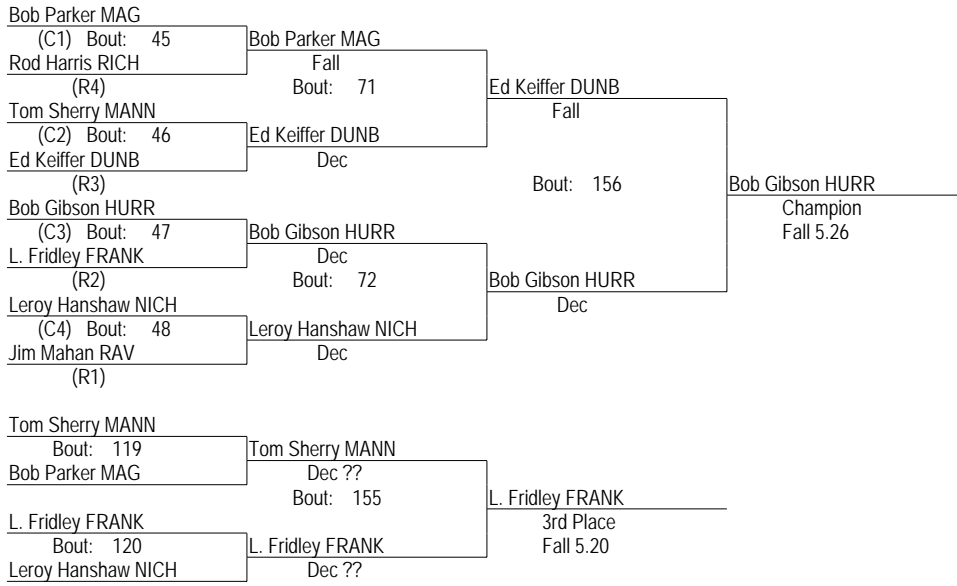 Bob Parker MAG
(C1) Bout: 45
Bob Parker MAG
Rod Harris RICH
Fall
(R4)
Bout: 71
Ed Keiffer DUNB
Tom Sherry MANN
Fall
(C2) Bout: 46
Ed Keiffer DUNB
Ed Keiffer DUNB
Dec
(R3)
Bout: 156
Bob Gibson HURR
Bob Gibson HURR
Champion
(C3) Bout: 47
Bob Gibson HURR
Fall 5.26
L. Fridley FRANK
Dec
(R2)
Bout: 72
Bob Gibson HURR
Leroy Hanshaw NICH
Dec
(C4) Bout: 48
Leroy Hanshaw NICH
Jim Mahan RAV
Dec
(R1)
Tom Sherry MANN
Bout: 119
Tom Sherry MANN
Bob Parker MAG
Dec ??
Bout: 155
L. Fridley FRANK
L. Fridley FRANK
3rd Place
Bout: 120
L. Fridley FRANK
Fall 5.20
Leroy Hanshaw NICH
Dec ??